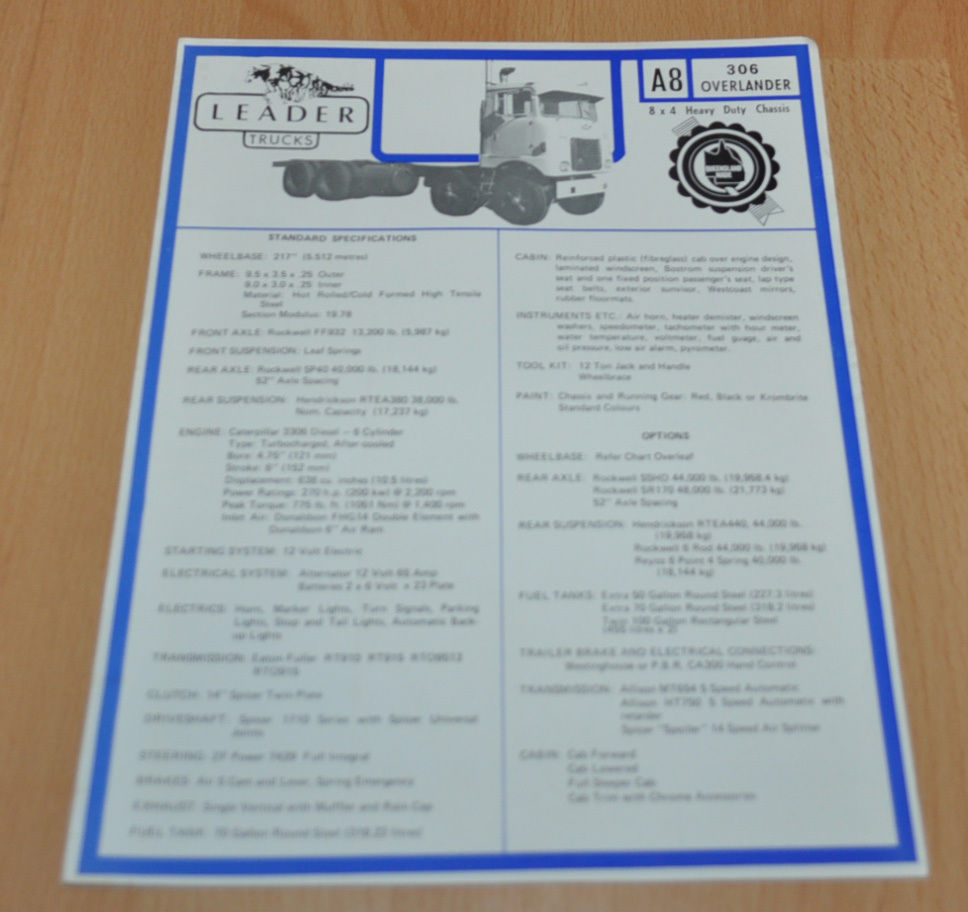 LEADER
TRUCKS
A8
306
OVERLANDER
8 x 4 Heavy Duty Chassis
QUEENSLAND
MADE
STANDARD SPECIFICATIONS
WHEELBASE: 217" (5.512 metres)
FRAME: 9.5 x 3.5 x .25 Outer
9.0 x 3.0 x .25 Inner
Material: Hot Rolled/Cold Formed High Tensile
Steel
Section Modulus: 19.78
FRONT AXLE: Rockwell FF932 13,200 lb. (5,987 kg)
FRONT SUSPENSION: Leaf Springs
REAR AXLE: Rockwell SP40 40,000 lb. (18,144 kg)
52" Axle Spacing
REAR SUSPENSION: Hendrickson RTEA380 38,000 lb.
Nom. Capacity (17,237 kg)
ENGINE: Caterpillar 3306 Diesel – 6 Cylinder
Type: Turbocharged, After cooled
Bore: 4.75" (121 mm)
Stroke: 6" (152 mm)
Displacement: 638 cu. inches (10.5 litres)
Power Ratings: 270 h.p. (200 kw) @ 2,200 rpm
Peak Torque: 775 lb. ft. (1051 Nm) @ 1,400 rpm
Inlet Air: Donaldson FHG14 Double Element with
Donaldson 6" Air Ram
STARTING SYSTEM: 12 Volt Electric
ELECTRICAL SYSTEM: Alternator 12 Volt 65 Amp
Batteries 2 x 6 Volt x 23 Plate
ELECTRICS: Horn, Marker Lights, Turn Signals, Parking
Lights, Stop and Tail Lights, Automatic Back-
up Lights
TRANSMISSION: Eaton Fuller RT910 RT915 RTO9513
RTO915
CLUTCH: 14" Spicer Twin Plate
DRIVESHAFT: Spicer 1710 Series with Spicer Universal
Joints
STEERING: ZF Power Full Integral
BRAKES: Air S Cam and Spring Emergency
EXHAUST: Single Vertical with Muffler and Rain Cap
FUEL TANK: 70 Gallon Round Steel (318.22 litres)
CABIN: Reinforced plastic (fibreglass) cab over engine design,
laminated windscreen, Bostrom suspension driver's
seat and one fixed position passenger's seat, lap type
seat belts, exterior sunvisor, Westcoast mirrors,
rubber floormats.
INSTRUMENTS ETC.: Air horn, heater demister, windscreen
washers, speedometer, tachometer with hour meter,
water temperature, voltmeter, fuel guage, air and
oil pressure, low air alarm, pyrometer.
TOOL KIT: 12 Ton Jack and Handle
Wheelbrace
PAINT: Chassis and Running Gear: Red, Black or Krombrite
Standard Colours
OPTIONS
WHEELBASE: Refer Chart Overleaf
REAR AXLE: Rockwell SSHD 44,000 lb. (19,958.4 kg)
Rockwell SR170 48,000 lb. (21,773 kg)
52" Axle Spacing
REAR SUSPENSION: Hendrickson RTEA440, 44,000 lb.
(19,958 kg)
Rockwell 6 Rod 44,000 lb. (19,958 kg)
Reyco 6 Point 4 Spring 40,000 lb.
(18,144 kg)
FUEL TANKS: Extra 50 Gallon Round Steel (227.3 litres)
Extra 70 Gallon Round Steel (318.2 litres)
Twin 100 Gallon Rectangular Steel
(455 litres x 2)
TRAILER BRAKE AND ELECTRICAL CONNECTIONS:
Westinghouse or P.B.R. CA300 Hand Control
TRANSMISSION: Allison MT654 5 Speed Automatic
Allison HT750 5 Speed Automatic with
retarder
Spicer "Spotter" 14 Speed Air Splitter
CABIN: Cab Forward
Cab Lowered
Full Sleeper Cab
Cab Trim with Chrome Accessories